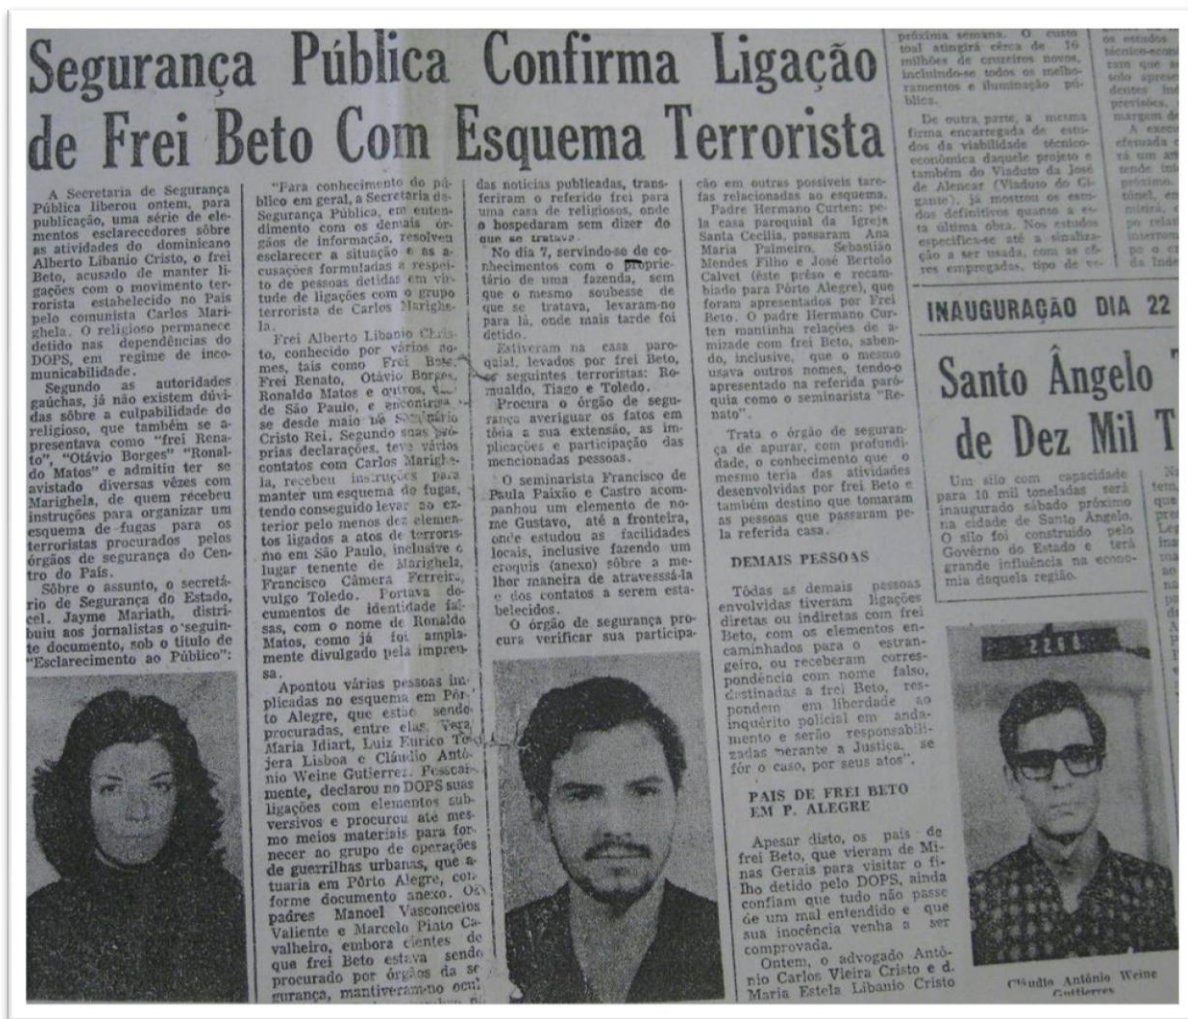 Segurança Pública Confirma Ligação
de Frei Beto Com Esquema Terrorista
A Secretaria de Segurança
Pública liberou ontem, para
publicação, uma série de ele-
mentos esclarecedores sôbre
as atividades do dominicano
Alberto Libanio Cristo, o frei
Beto, acusado de manter li-
gações com o movimento ter-
rorista estabelecido no País
pelo comunista Carlos Mari-
ghela. O religioso permanece
detido nas dependências do
DOPS, em regime de inco-
municabilidade.
Segundo as autoridades
gaúchas, já não existem dúvi-
das sôbre a culpabilidade do
religioso, que também se a-
presentava como "frei Rena-
to", "Otávio Borges" "Ronal-
do Matos" e admitiu ter se
avistado diversas vêzes com
Marighela, de quem recebeu
instruções para organizar um
esquema de fugas para os
terroristas procurados pelos
órgãos de segurança do Cen-
tro do País.
Sôbre o assunto, o secretá-
rio de Segurança do Estado,
cel. Jayme Mariath, distri-
buiu aos jornalistas o seguin-
te documento, sob o título de
"Esclarecimento ao Público":
"Para conhecimento do pú-
blico em geral, a Secretaria de
Segurança Pública, em enten-
dimento com os demais ór-
gãos de informação, resolveu
esclarecer a situação e as a-
cusações formuladas a respei-
to de pessoas detidas em vir-
tude de ligações com o grupo
terrorista de Carlos Marighe-
la.
Frei Alberto Libanio Chris-
to, conhecido por vários no-
mes, tais como Frei Beto,
Frei Renato, Otávio Borges,
Ronaldo Matos e outros,
de São Paulo, e encontra
se desde maio no Seminário
Cristo Rei. Segundo suas pró-
prias declarações, teve vários
contatos com Carlos Marighe-
la, recebeu instruções para
manter um esquema de fugas,
tendo conseguido levar ao ex-
terior pelo menos dez elemen-
tos ligados a atos de terroris-
mo em São Paulo, inclusive o
lugar tenente de Marighela,
Francisco Câmera Ferreira,
vulgo Toledo. Portava do-
cumentos de identidade fal-
sas, com o nome de Ronaldo
Matos, como já foi ampla-
mente divulgado pela impren-
sa.
Apontou várias pessoas im-
plicadas no esquema em Pôr-
to Alegre, que estão sendo
procuradas, entre elas, Vera
Maria Idiart, Luiz Eurico Te-
jera Lisboa e Cláudio Antô-
nio Weine Gutierres. Pessoal-
mente, declarou no DOPS suas
ligações com elementos sub-
versivos e procurou até mes-
mo meios materiais para for-
necer ao grupo de operações
de guerrilhas urbanas, que a-
tuaria em Pôrto Alegre, con-
forme documento anexo. Os
padres Manoel Vasconcelos
Valiente e Marcelo Pinto Ca-
valheiro, embora cientes de
que frei Beto estava sendo
procurado por órgãos da se
gurança, mantiveram-no ocul
das notícias publicadas, trans-
feriram o referido frei para
uma casa de religiosos, onde
o hospedaram sem dizer do
que se tratava.
No dia 7, servindo-se de co-
nhecimentos com o proprie-
tário de uma fazenda, sem
que o mesmo soubesse de
que se tratava, levaram-no
para lá, onde mais tarde foi
detido.
Estiveram na casa paro-
quial, levados por frei Beto,
os seguintes terroristas: Ro-
mualdo, Tiago e Toledo.
Procura o órgão de segu-
rança averiguar os fatos em
tôda a sua extensão, as im-
plicações e participação das
mencionadas pessoas.
O seminarista Francisco de
Paula Paixão e Castro acom-
panhou um elemento de no-
me Gustavo, até a fronteira,
onde estudou as facilidades
locais, inclusive fazendo um
croquis (anexo) sôbre a me-
lhor maneira de atravesssá-la
e dos contatos a serem esta-
belecidos.
O órgão de segurança pro-
cura verificar sua participa-
ção em outras possíveis tare-
fas relacionadas ao esquema.
Padre Hermano Curten: pe-
la casa paroquial da Igreja
Santa Cecília, passaram Ana
Maria Palmeiro, Sebastião
Mendes Filho e José Bertolo
Calvet (êste prêso e recam-
biado para Pôrto Alegre), que
foram apresentados por Frei
Beto. O padre Hermano Cur-
ten mantinha relações de a-
mizade com frei Beto, saben-
do, inclusive, que o mesmo
usava outros nomes, tendo-o
apresentado na referida paró-
quia como o seminarista "Re-
nato".
Trata o órgão de seguran-
ça de apurar, com profundi-
dade, o conhecimento que o
mesmo teria das atividades
desenvolvidas por frei Beto e
também destino que tomaram
as pessoas que passaram pe-
la referida casa.
DEMAIS PESSOAS
Tôdas as demais pessoas
envolvidas tiveram ligações
diretas ou indiretas com frei
Beto, com os elementos en-
caminhados para o estran-
geiro, ou receberam corres-
pondência com nome falso,
destinadas a frei Beto, res-
pondem em liberdade ao
inquérito policial em anda-
mento e serão responsabili-
zadas perante a Justiça, se
fôr o caso, por seus atos".
PAIS DE FREI BETO
EM P. ALEGRE
Apesar disto, os pais de
frei Beto, que vieram de Mi-
nas Gerais para visitar o fi-
lho detido pelo DOPS, ainda
confiam que tudo não passe
de um mal entendido e que
sua inocência venha a ser
comprovada.
Ontem, o advogado Antô-
nio Carlos Vieira Cristo e d.
Maria Estela Libanio Cristo
próxima semana. O custo
toal atingirá cêrca de 16
milhões de cruzeiros novos,
incluindo-se todos os melho-
ramentos e iluminação pú-
blica.
De outra parte, a mesma
firma encarregada de estu-
dos da viabilidade técnico-
econômica daquele projeto e
também do Viaduto da José
de Alencar (Viaduto do Ci-
gante), já mostrou os estu-
dos definitivos quanto a es-
ta última obra. Nos estudos
especifica-se até a sinaliza-
ção a ser usada, com as cô-
res empregadas, tipo de ve-
os estudos
técnico-econ
ram que
solo apres
dentes Ind
previsões,
margem de
A execu
efetuada
rá um
tende
próximo.
INAUGURAÇÃO DIA 22
Santo Ângelo T
de Dez Mil T
Um silo com capacidade
para 10 mil toneladas será
inaugurado sábado próximo
na cidade de Santo Ângelo.
O silo foi construído pelo
Govêrno do Estado e terá
grande influência na econo-
mia daquela região.
2268
Cláudio Antônio Weine
Guttierres